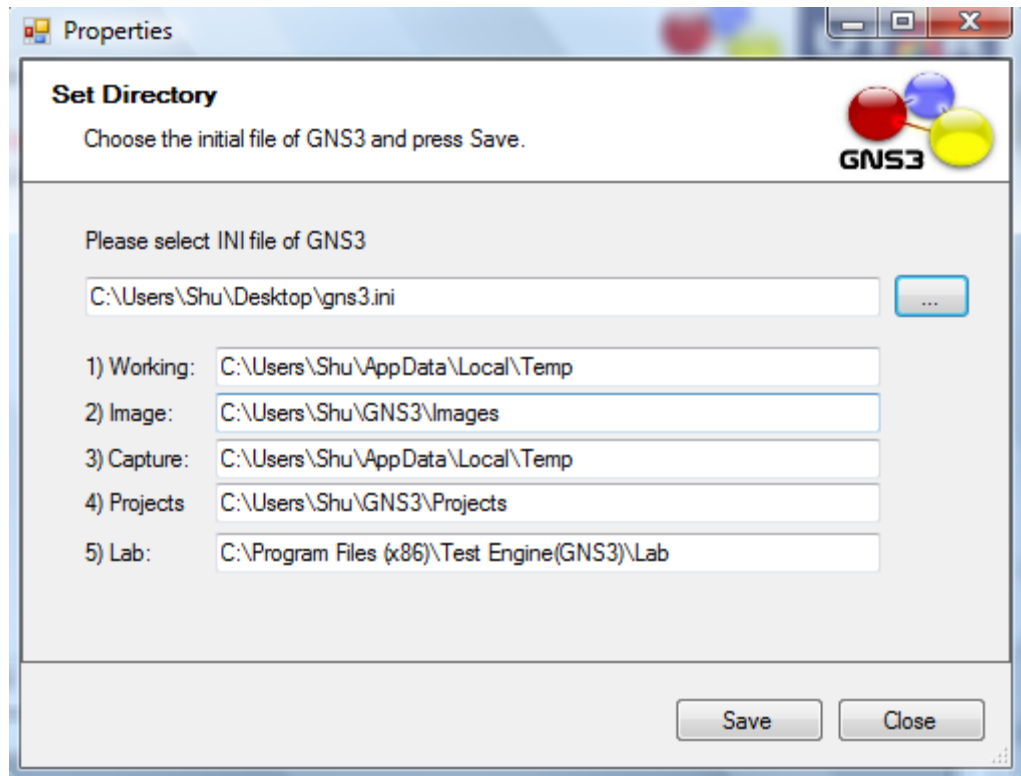 Properties
Set Directory
Choose the initial file of GNS3 and press Save.
GNS3
Please select INI file of GNS3
C:\Users\Shu\Desktop\gns3.ini
...
1) Working: C:\Users\Shu\AppData\Local\Temp
2) Image: C:\Users\Shu\GNS3\Images
3) Capture: C:\Users\Shu\AppData\Local\Temp
4) Projects C:\Users\Shu\GNS3\Projects
5) Lab: C:\Program Files (x86)\Test Engine(GNS3)\Lab
Save Close